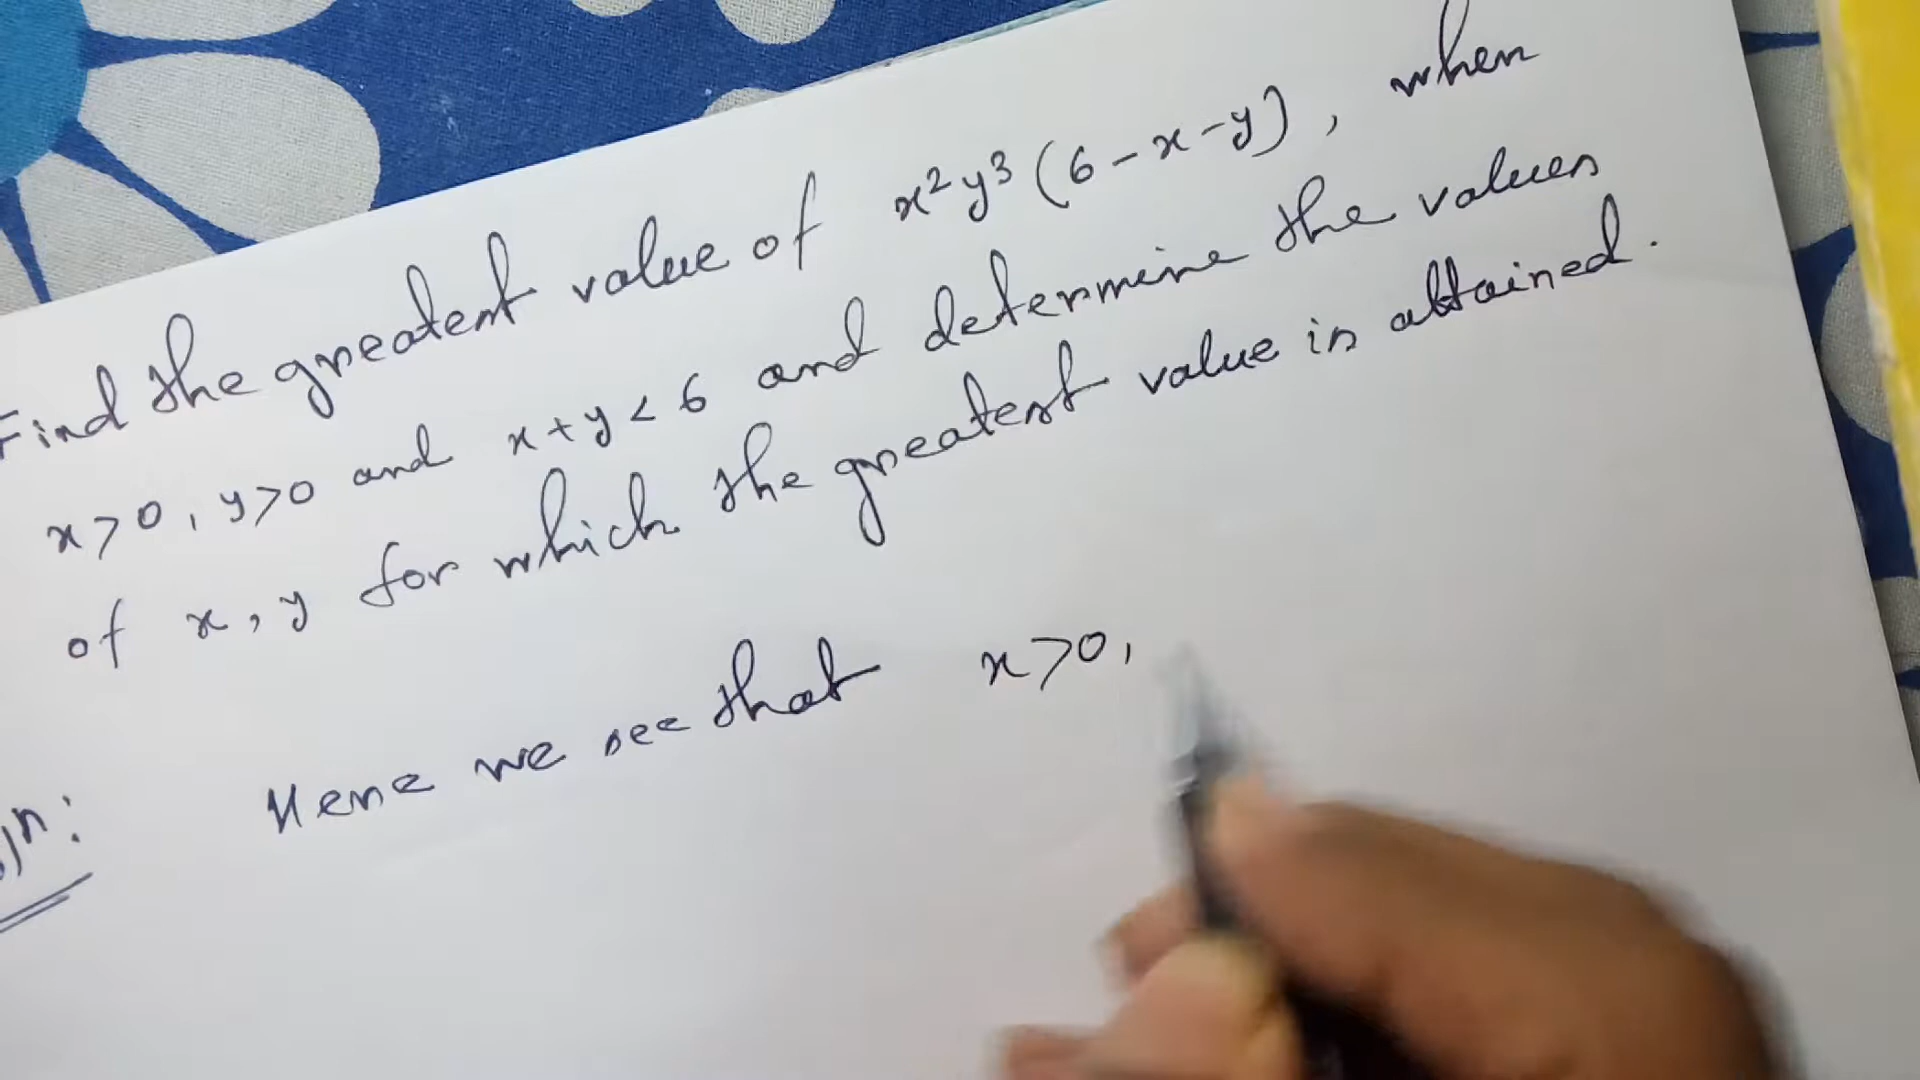 Find the greatest value of x²y³(6-x-y), when
x>0, y>0 and x+y<6 and determine the values
of x, y for which the greatest value is attained.
Here we see that x>0,